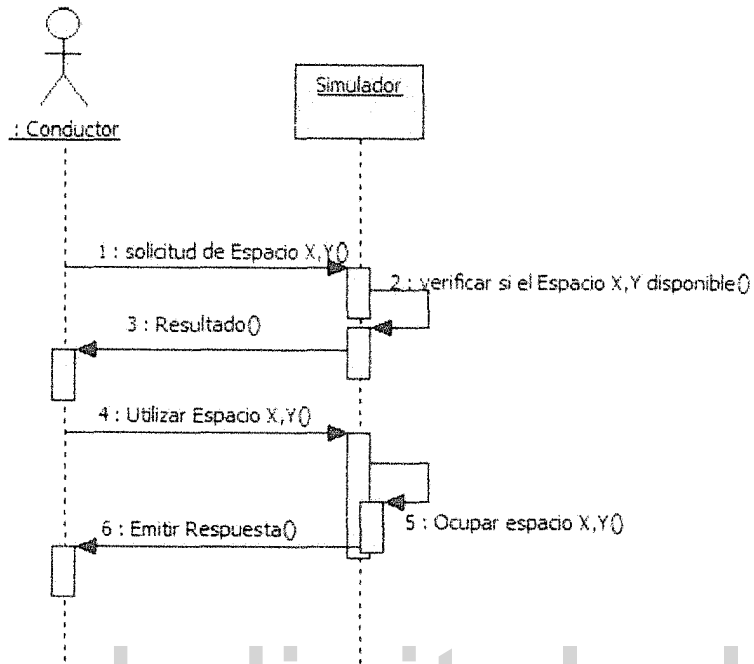 : Conductor
Simulador
1 : solicitud de Espacio X,Y()
2 : verificar si el Espacio X,Y disponible()
3 : Resultado()
4 : Utilizar Espacio X,Y()
5 : Ocupar espacio X,Y()
6 : Emitir Respuesta()